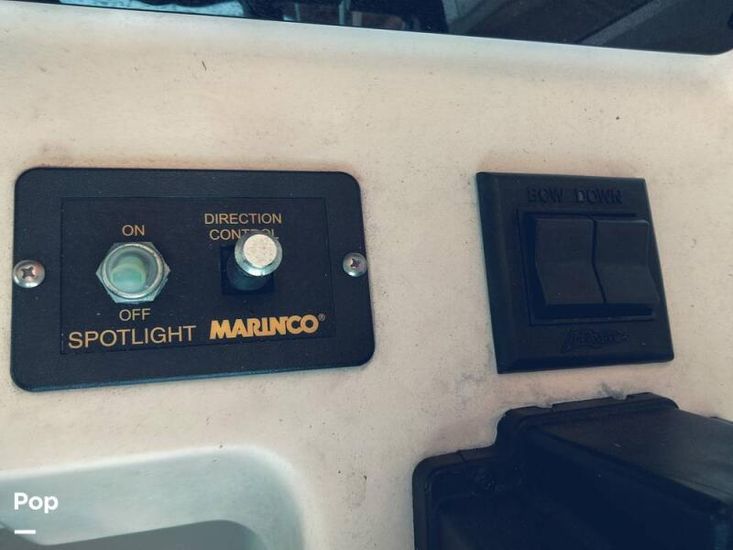 ON
DIRECTION
CONTROL
OFF
SPOTLIGHT MARINCO®
BOW DOWN
Pop